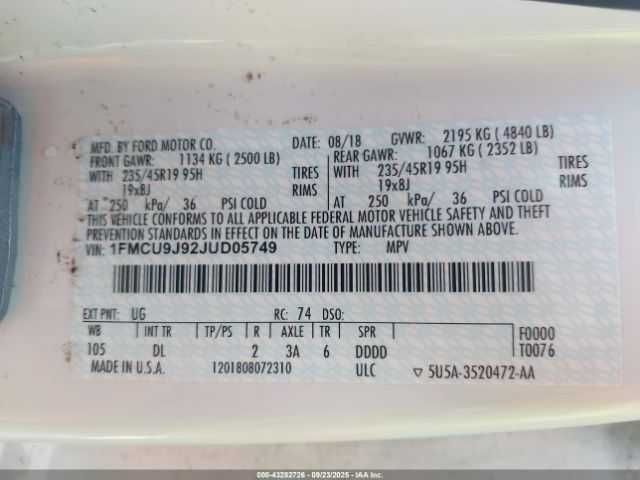 MFD. BY FORD MOTOR CO. DATE: 08/18 GVWR: 2195 KG ( 4840 LB)
FRONT GAWR: 1134 KG ( 2500 LB) REAR GAWR: 1067 KG ( 2352 LB)
WITH 235/45R19 95H TIRES WITH 235/45R19 95H TIRES
19x8J RIMS 19x8J RIMS
AT 250 kPa/ 36 PSI COLD AT 250 kPa/ 36 PSI COLD
THIS VEHICLE CONFORMS TO ALL APPLICABLE FEDERAL MOTOR VEHICLE SAFETY AND THEFT
PREVENTION STANDARDS IN EFFECT ON THE DATE OF MANUFACTURE SHOWN ABOVE.
VIN: 1FMCU9J92JUD05749 TYPE: MPV
EXT PNT: UG RC: 74 DSO:
WB INT TR TP/PS R AXLE TR SPR F0000
105 DL 2 3A 6 DDDD T0076
MADE IN U.S.A. 1201808072310 ULC ▽ 5U5A-3520472-AA
000-43282726 - 09/23/2025 - IAAI, Inc.